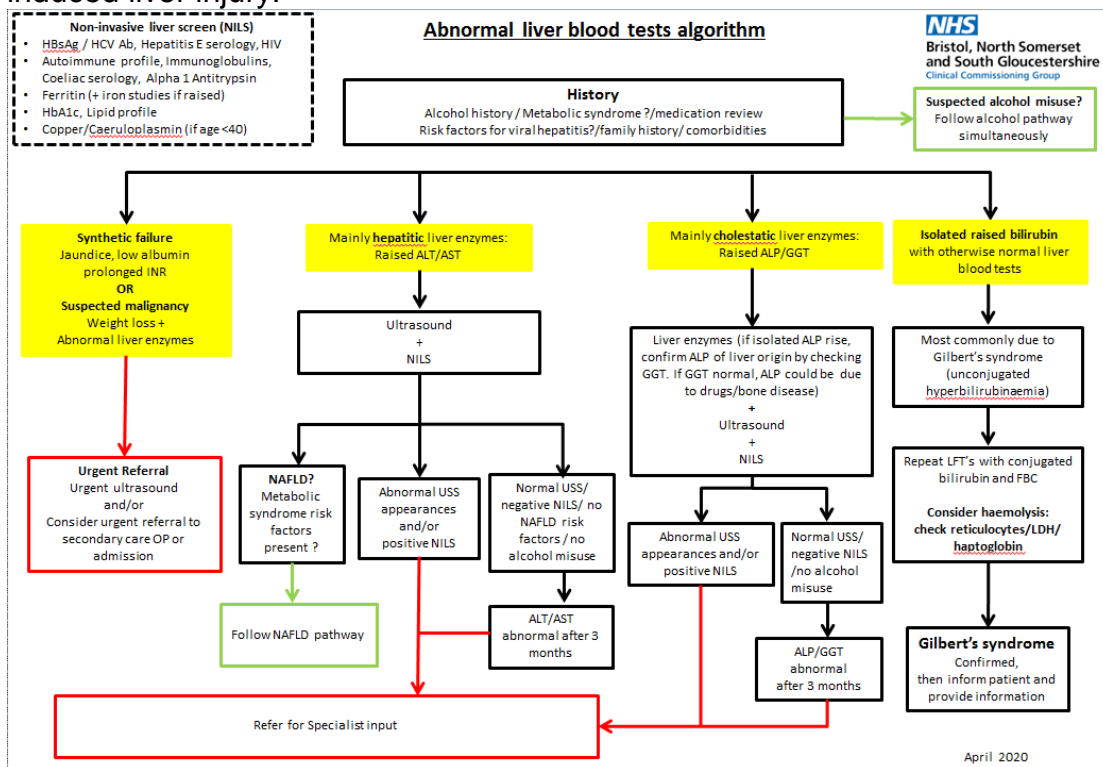 induced liver injury.
Non-invasive liver screen (NILS)
• HBsAg / HCV Ab, Hepatitis E serology, HIV
• Autoimmune profile, Immunoglobulins,
Coeliac serology, Alpha 1 Antitrypsin
• Ferritin (+ iron studies if raised)
• HbA1c, Lipid profile
• Copper/Caeruloplasmin (if age <40)
Abnormal liver blood tests algorithm
NHS
Bristol, North Somerset
and South Gloucestershire
Clinical Commissioning Group
History
Alcohol history / Metabolic syndrome ?/medication review
Risk factors for viral hepatitis?/family history/ comorbidities
Suspected alcohol misuse?
Follow alcohol pathway
simultaneously
Synthetic failure
Jaundice, low albumin
prolonged INR
OR
Suspected malignancy
Weight loss +
Abnormal liver enzymes
Mainly hepatitic liver enzymes:
Raised ALT/AST
Mainly cholestatic liver enzymes:
Raised ALP/GGT
Isolated raised bilirubin
with otherwise normal liver
blood tests
Ultrasound
+
NILS
Liver enzymes (if isolated ALP rise,
confirm ALP of liver origin by checking
GGT. If GGT normal, ALP could be due
to drugs/bone disease)
+
Ultrasound
+
NILS
Most commonly due to
Gilbert's syndrome
(unconjugated
hyperbilirubinaemia)
Urgent Referral
Urgent ultrasound
and/or
Consider urgent referral to
secondary care OP or
admission
NAFLD?
Metabolic
syndrome risk
factors
present ?
Abnormal USS
appearances
and/or
positive NILS
Normal USS/
negative NILS/ no
NAFLD risk
factors / no
alcohol misuse
Abnormal USS
appearances and/or
positive NILS
Normal USS/
negative NILS
/no alcohol
misuse
Repeat LFT's with conjugated
bilirubin and FBC
Consider haemolysis:
check reticulocytes/LDH/
haptoglobin
Follow NAFLD pathway
ALT/AST
abnormal after 3
months
ALP/GGT
abnormal
after 3 months
Gilbert's syndrome
Confirmed,
then inform patient and
provide information
Refer for Specialist input
April 2020